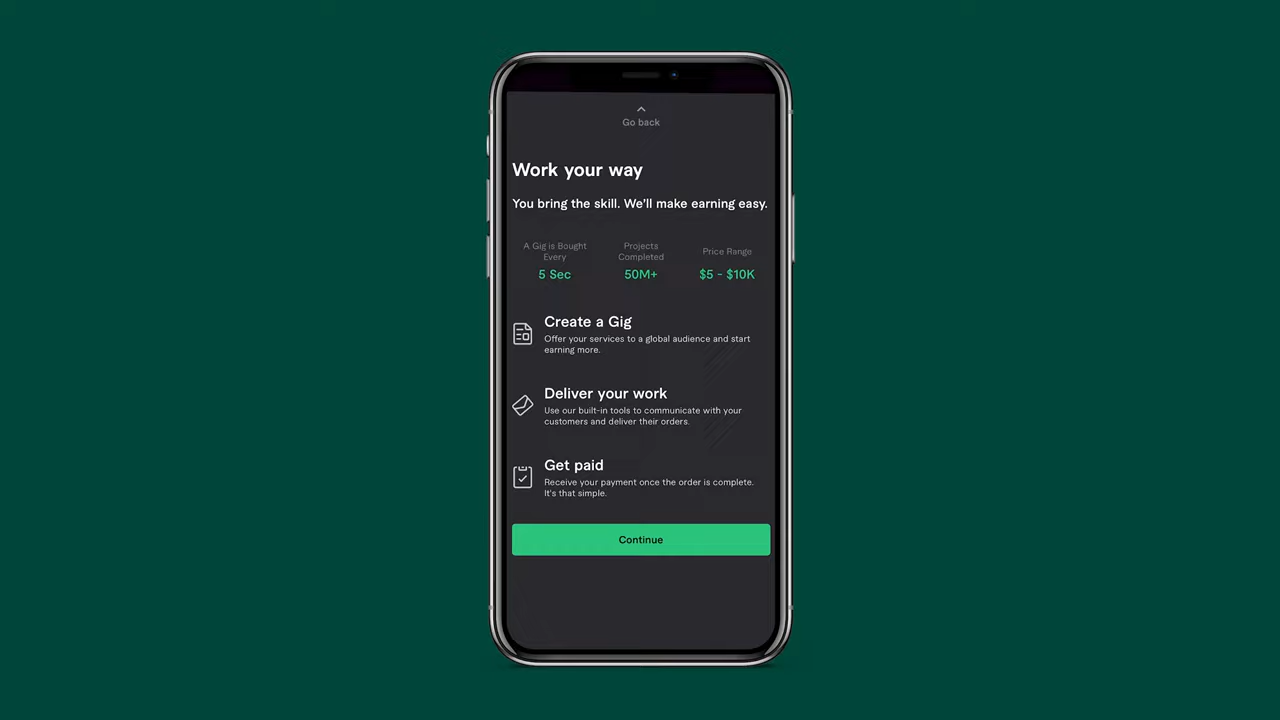 Go back
Work your way
You bring the skill. We'll make earning easy.
A Gig is Bought
Every
5 Sec
Projects
Completed
50M+
Price Range
$5 - $10K
Create a Gig
Offer your services to a global audience and start
earning more.
Deliver your work
Use our built-in tools to communicate with your
customers and deliver their orders.
Get paid
Receive your payment once the order is complete.
It's that simple.
Continue